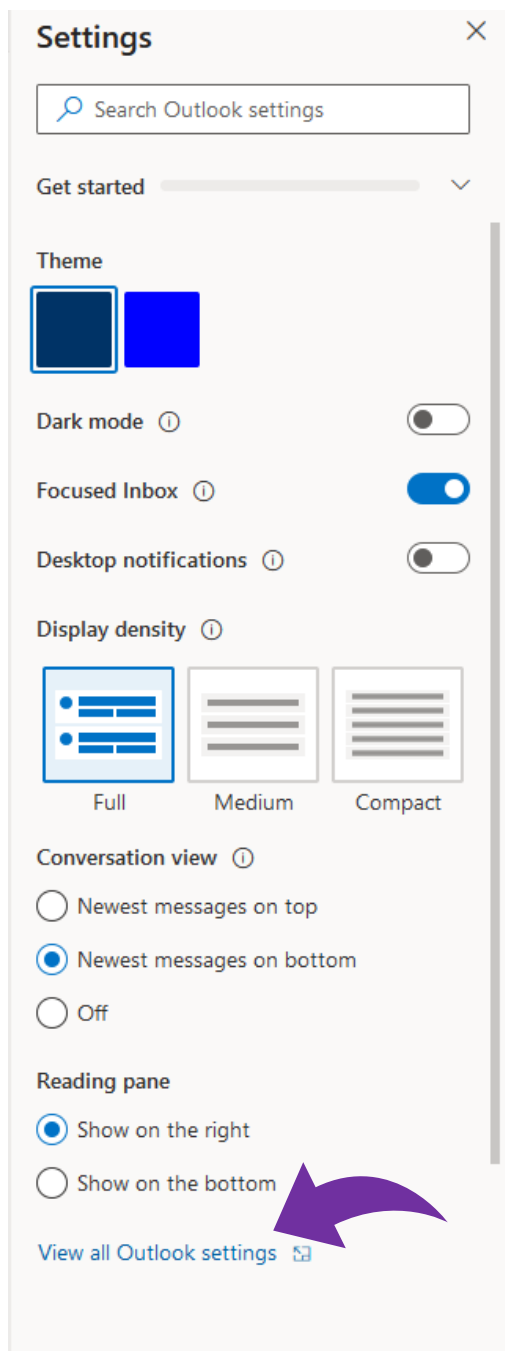 Settings
Search Outlook settings
Get started
Theme
Dark mode
Focused Inbox
Desktop notifications
Display density
Full Medium Compact
Conversation view
Newest messages on top
Newest messages on bottom
Off
Reading pane
Show on the right
Show on the bottom
View all Outlook settings